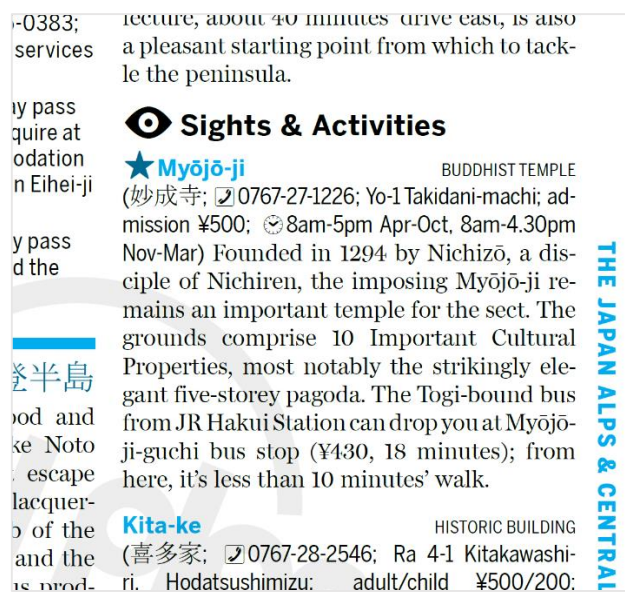 -0383;
services
ay pass
quire at
odation
n Eihei-ji
y pass
d the
登半島
ood and
ke Noto
escape
lacquer-
b of the
and the
us prod-
lecture, about 40 minutes' drive east, is also
a pleasant starting point from which to tack-
le the peninsula.
Sights & Activities
Myōjō-ji BUDDHIST TEMPLE
(妙成寺; 0767-27-1226; Yo-1 Takidani-machi; ad-
mission ¥500; 8am-5pm Apr-Oct, 8am-4.30pm
Nov-Mar) Founded in 1294 by Nichizō, a dis-
ciple of Nichiren, the imposing Myōjō-ji re-
mains an important temple for the sect. The
grounds comprise 10 Important Cultural
Properties, most notably the strikingly ele-
gant five-storey pagoda. The Togi-bound bus
from JR Hakui Station can drop you at Myōjō-
ji-guchi bus stop (¥430, 18 minutes); from
here, it's less than 10 minutes' walk.
Kita-ke HISTORIC BUILDING
(喜多家; 0767-28-2546; Ra 4-1 Kitakawashi-
ri, Hodatsushimizu; adult/child ¥500/200;
THE JAPAN ALPS & CENTRAL